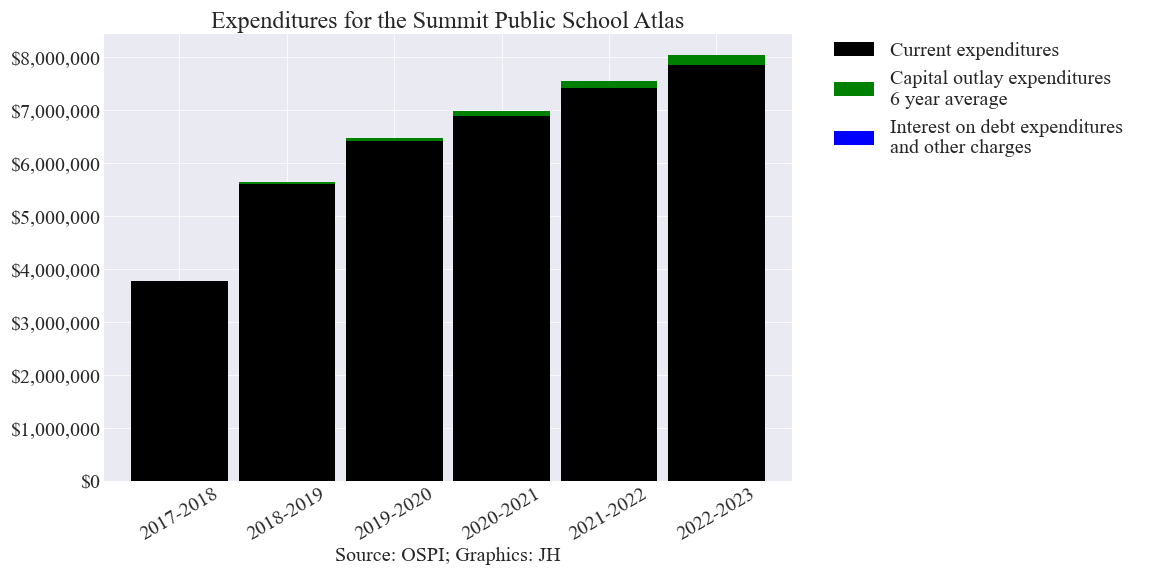 Expenditures for the Summit Public School Atlas
$8,000,000
$7,000,000
$6,000,000
$5,000,000
$4,000,000
$3,000,000
$2,000,000
$1,000,000
$0
2017-2018
2018-2019
2019-2020
2020-2021
2021-2022
2022-2023
Source: OSPI; Graphics: JH
Current expenditures
Capital outlay expenditures
6 year average
Interest on debt expenditures
and other charges